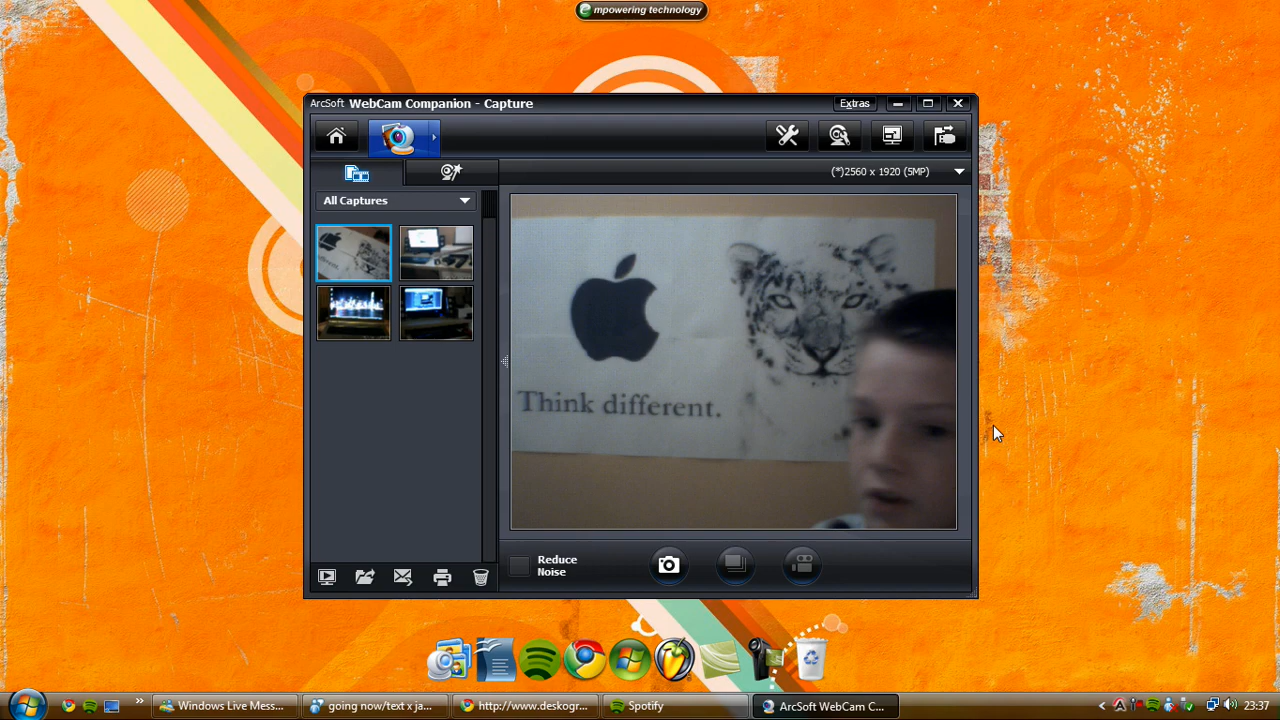 empowering technology
ArcSoft WebCam Companion - Capture
Extras
(*)2560 x 1920 (5MP)
All Captures
Think different.
Reduce
Noise
Windows Live Mess...
going now/text x ja...
http://www.deskogr...
Spotify
ArcSoft WebCam C...
23:37